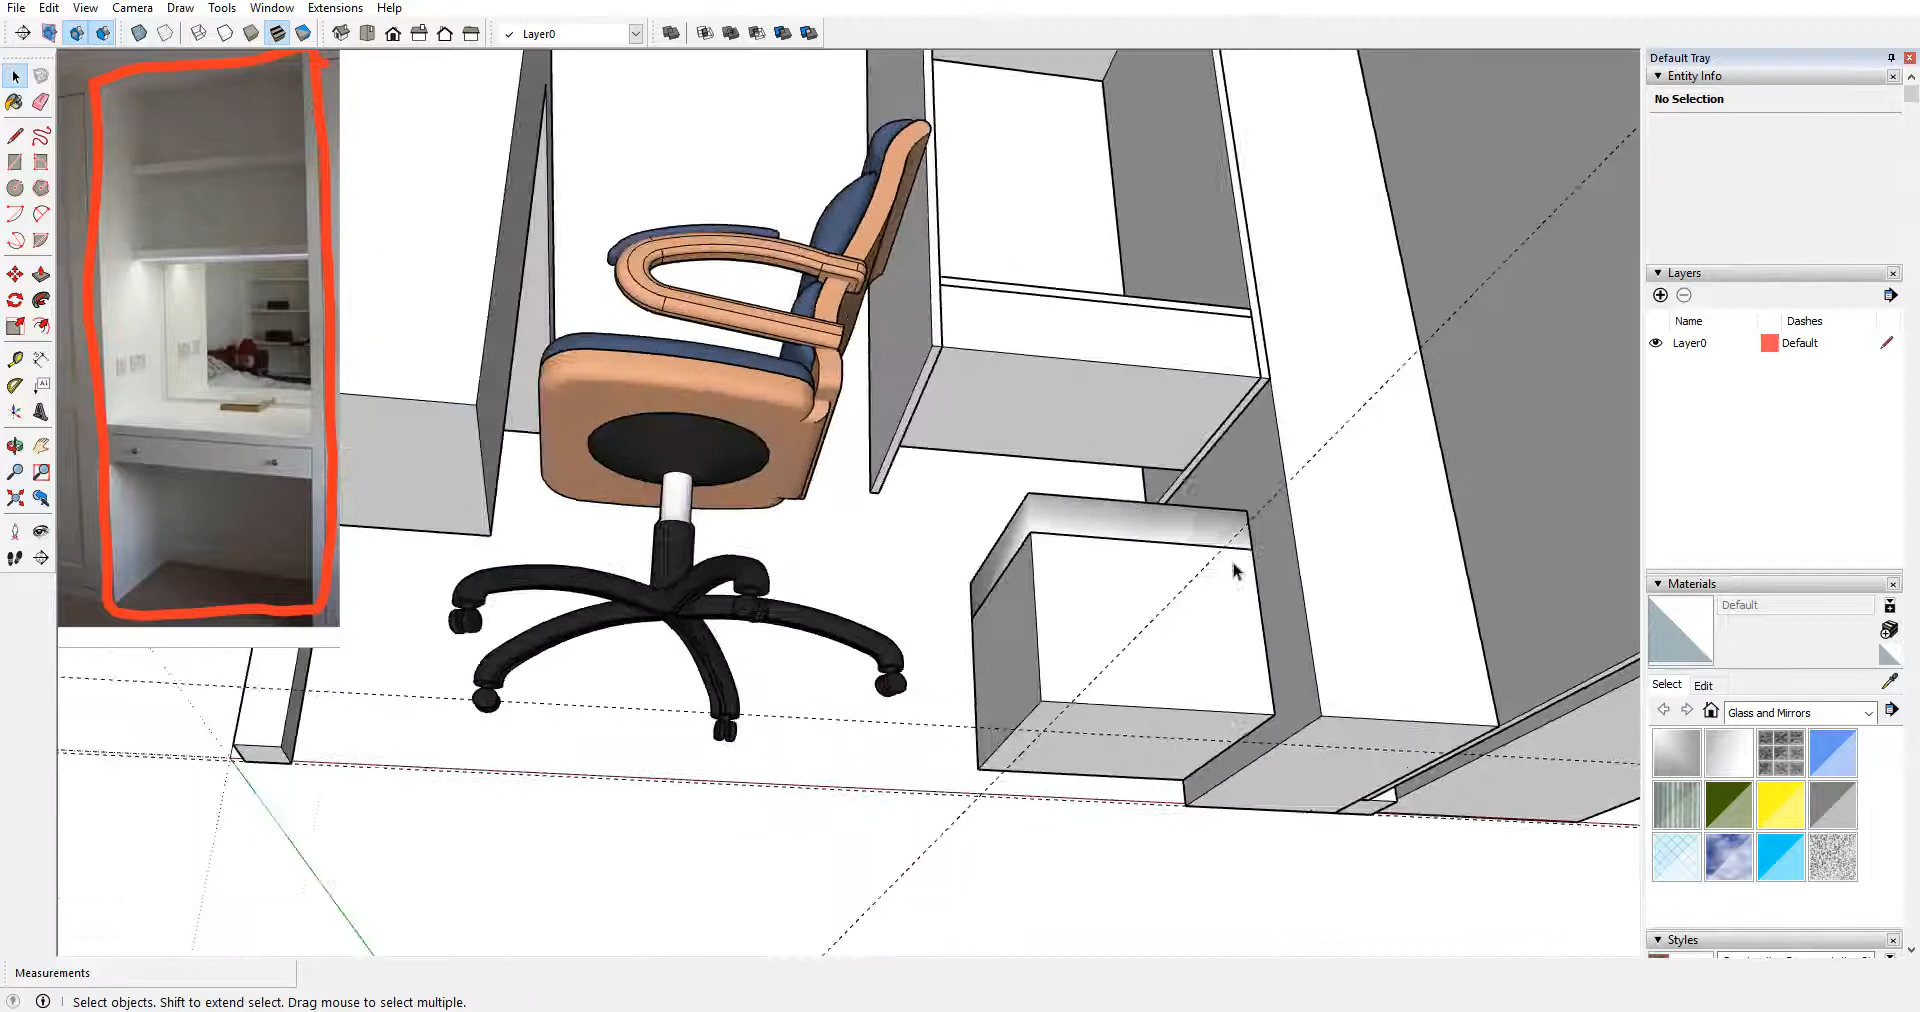 File Edit View Camera Draw Tools Window Extensions Help
Layer0
Default Tray
Entity Info
No Selection
Layers
Name Dashes
Layer0 Default
Materials
Default
Select Edit
Glass and Mirrors
Styles
Measurements
Select objects. Shift to extend select. Drag mouse to select multiple.